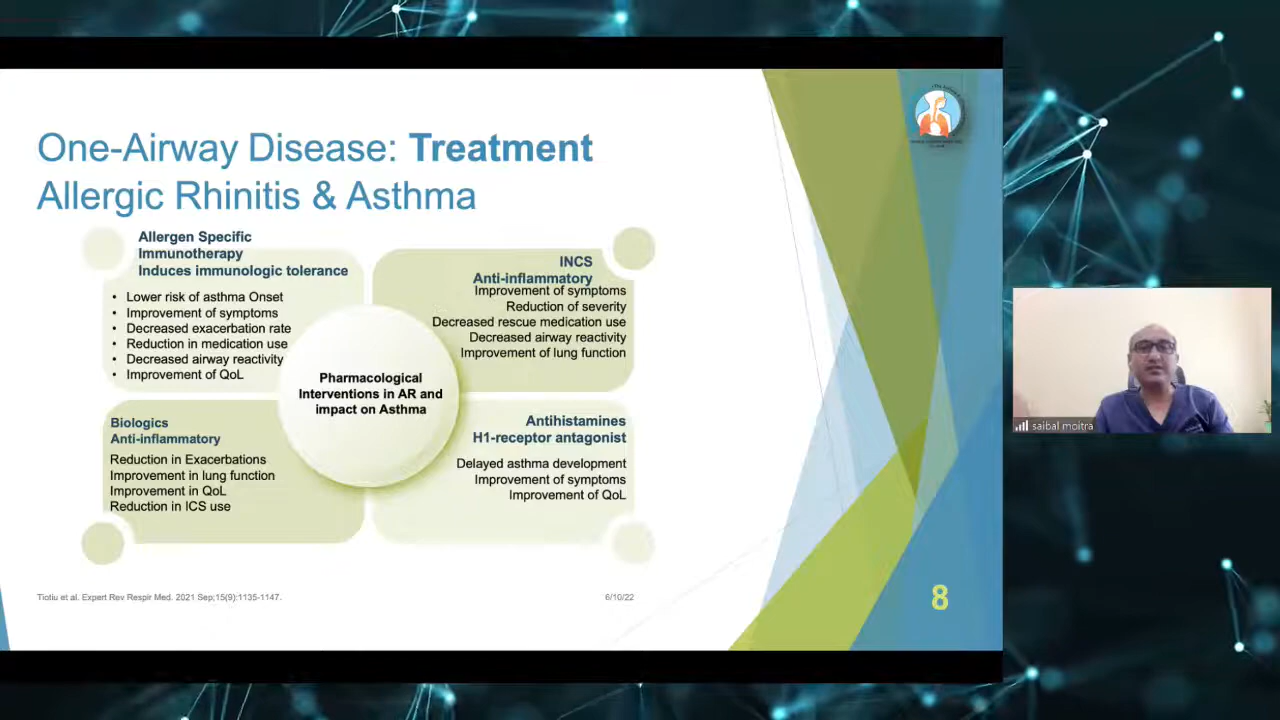 One-Airway Disease: Treatment
Allergic Rhinitis & Asthma
Allergen Specific
Immunotherapy
Induces immunologic tolerance
• Lower risk of asthma Onset
• Improvement of symptoms
• Decreased exacerbation rate
• Reduction in medication use
• Decreased airway reactivity
• Improvement of QoL
INCS
Anti-inflammatory
Improvement of symptoms
Reduction of severity
Decreased rescue medication use
Decreased airway reactivity
Improvement of lung function
Pharmacological
Interventions in AR and
impact on Asthma
Biologics
Anti-inflammatory
Reduction in Exacerbations
Improvement in lung function
Improvement in QoL
Reduction in ICS use
Antihistamines
H1-receptor antagonist
Delayed asthma development
Improvement of symptoms
Improvement of QoL
Tiotiu et al. Expert Rev Respir Med. 2021 Sep;15(9):1135-1147.
6/10/22
8
saibal moitra